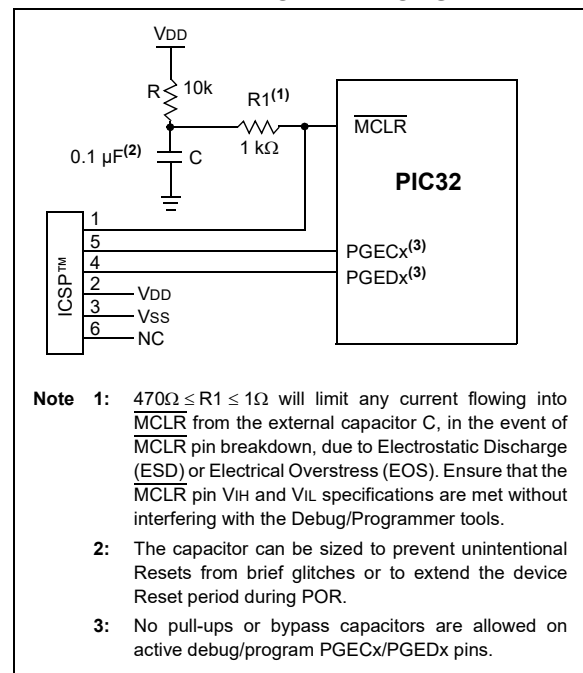 VDD
R
10k
R1(1)
1 kΩ
MCLR
0.1 µF(2)
C
PIC32
ICSP™
1
5
4
2
3
6
PGECx(3)
PGEDx(3)
VDD
VSS
NC
Note 1: 470Ω ≤ R1 ≤ 1Ω will limit any current flowing into
MCLR from the external capacitor C, in the event of
MCLR pin breakdown, due to Electrostatic Discharge
(ESD) or Electrical Overstress (EOS). Ensure that the
MCLR pin VIH and VIL specifications are met without
interfering with the Debug/Programmer tools.
2: The capacitor can be sized to prevent unintentional
Resets from brief glitches or to extend the device
Reset period during POR.
3: No pull-ups or bypass capacitors are allowed on
active debug/program PGECx/PGEDx pins.